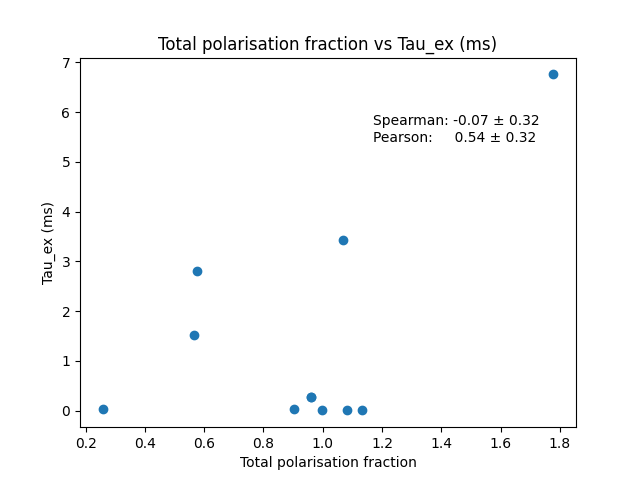 Total polarisation fraction vs Tau_ex (ms)
7
6
5
4
3
2
1
0
Tau_ex (ms)
Spearman: -0.07 ± 0.32
Pearson: 0.54 ± 0.32
0.2 0.4 0.6 0.8 1.0 1.2 1.4 1.6 1.8
Total polarisation fraction